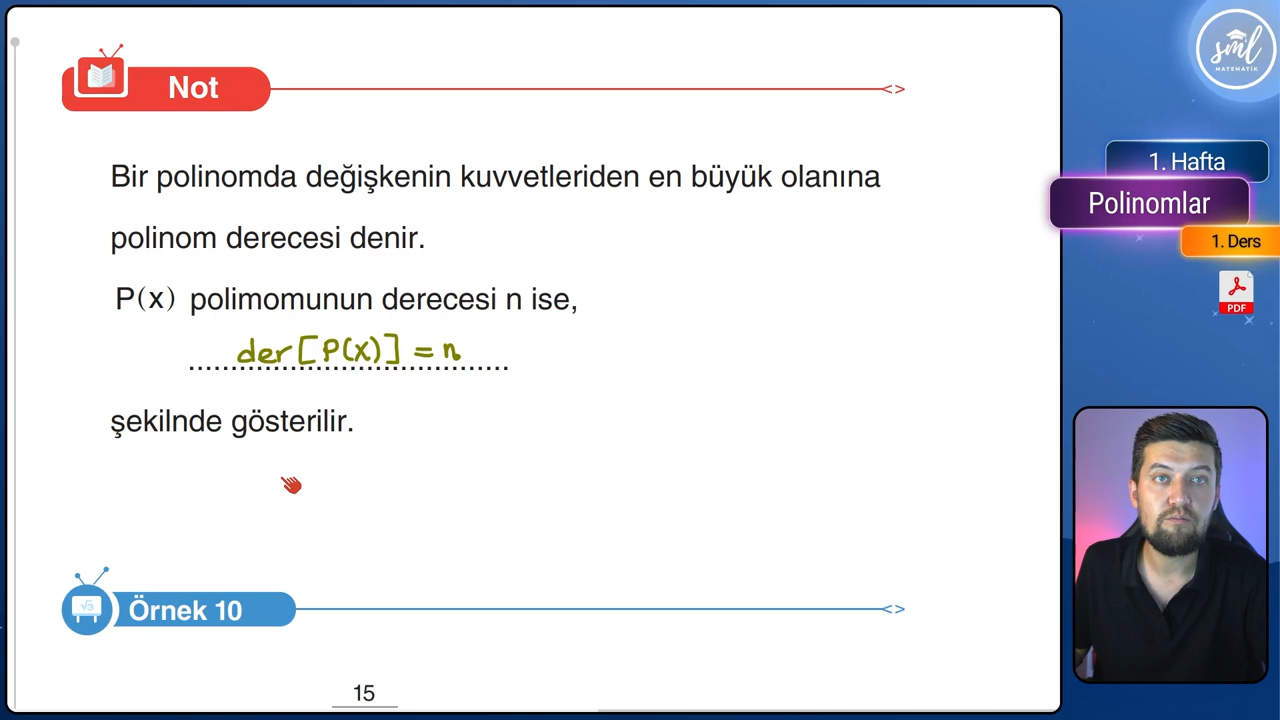 Not
Bir polinomda değişkenin kuvvetleriden en büyük olanına
polinom derecesi denir.
P(x) polimomunun derecesi n ise,
der[P(x)] = n
şekilnde gösterilir.
Örnek 10
√3
15
sml
MATEMATİK
1. Hafta
Polinomlar
1. Ders
PDF